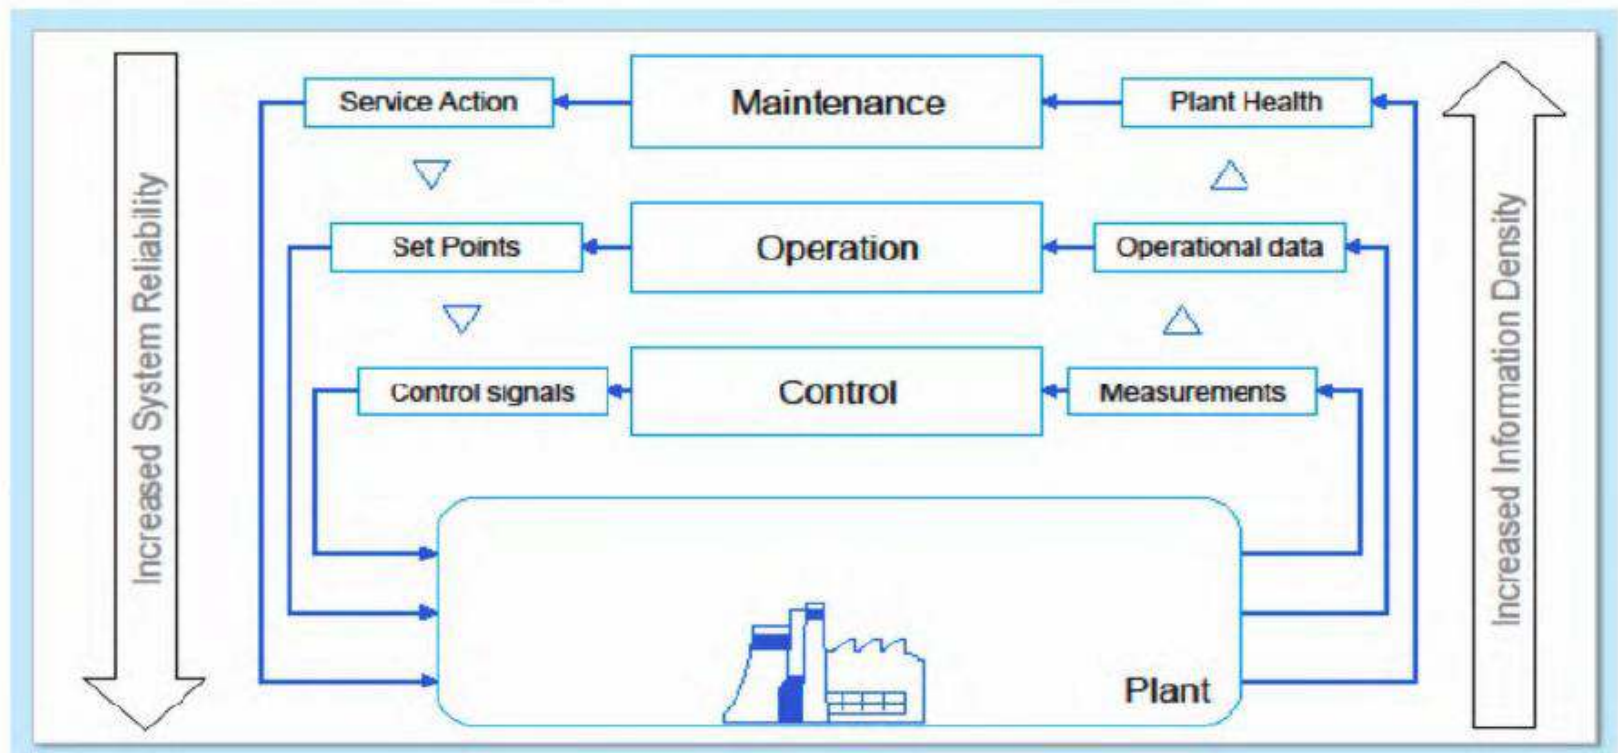 Increased System Reliability
Service Action
Maintenance
Plant Health
Set Points
Operation
Operational data
Control signals
Control
Measurements
Plant
Increased Information Density